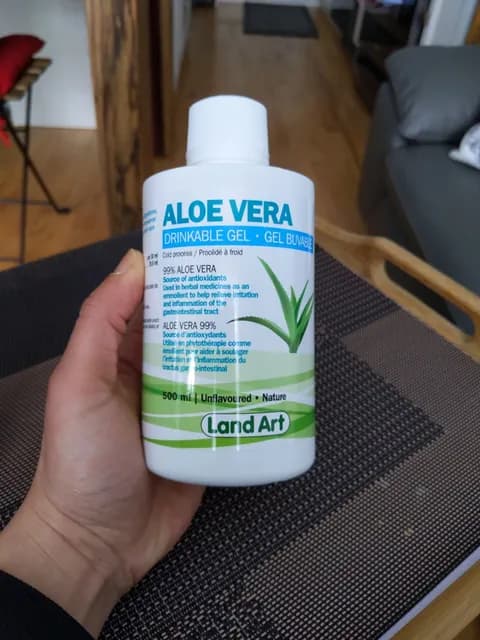 ALOE VERA
DRINKABLE GEL • GEL BUVABLE
Cold process / Procédé à froid
99% ALOE VERA
Source of antioxidants
Used in herbal medicines as an
emollient to help relieve irritation
and inflammation of the
gastrointestinal tract
ALOE VERA 99%
Source d'antioxydants
Utilisé en phytothérapie comme
émollient pour aider à soulager
l'irritation et l'inflammation du
tractus gastro-intestinal
500 ml | Unflavoured • Nature
Land Art